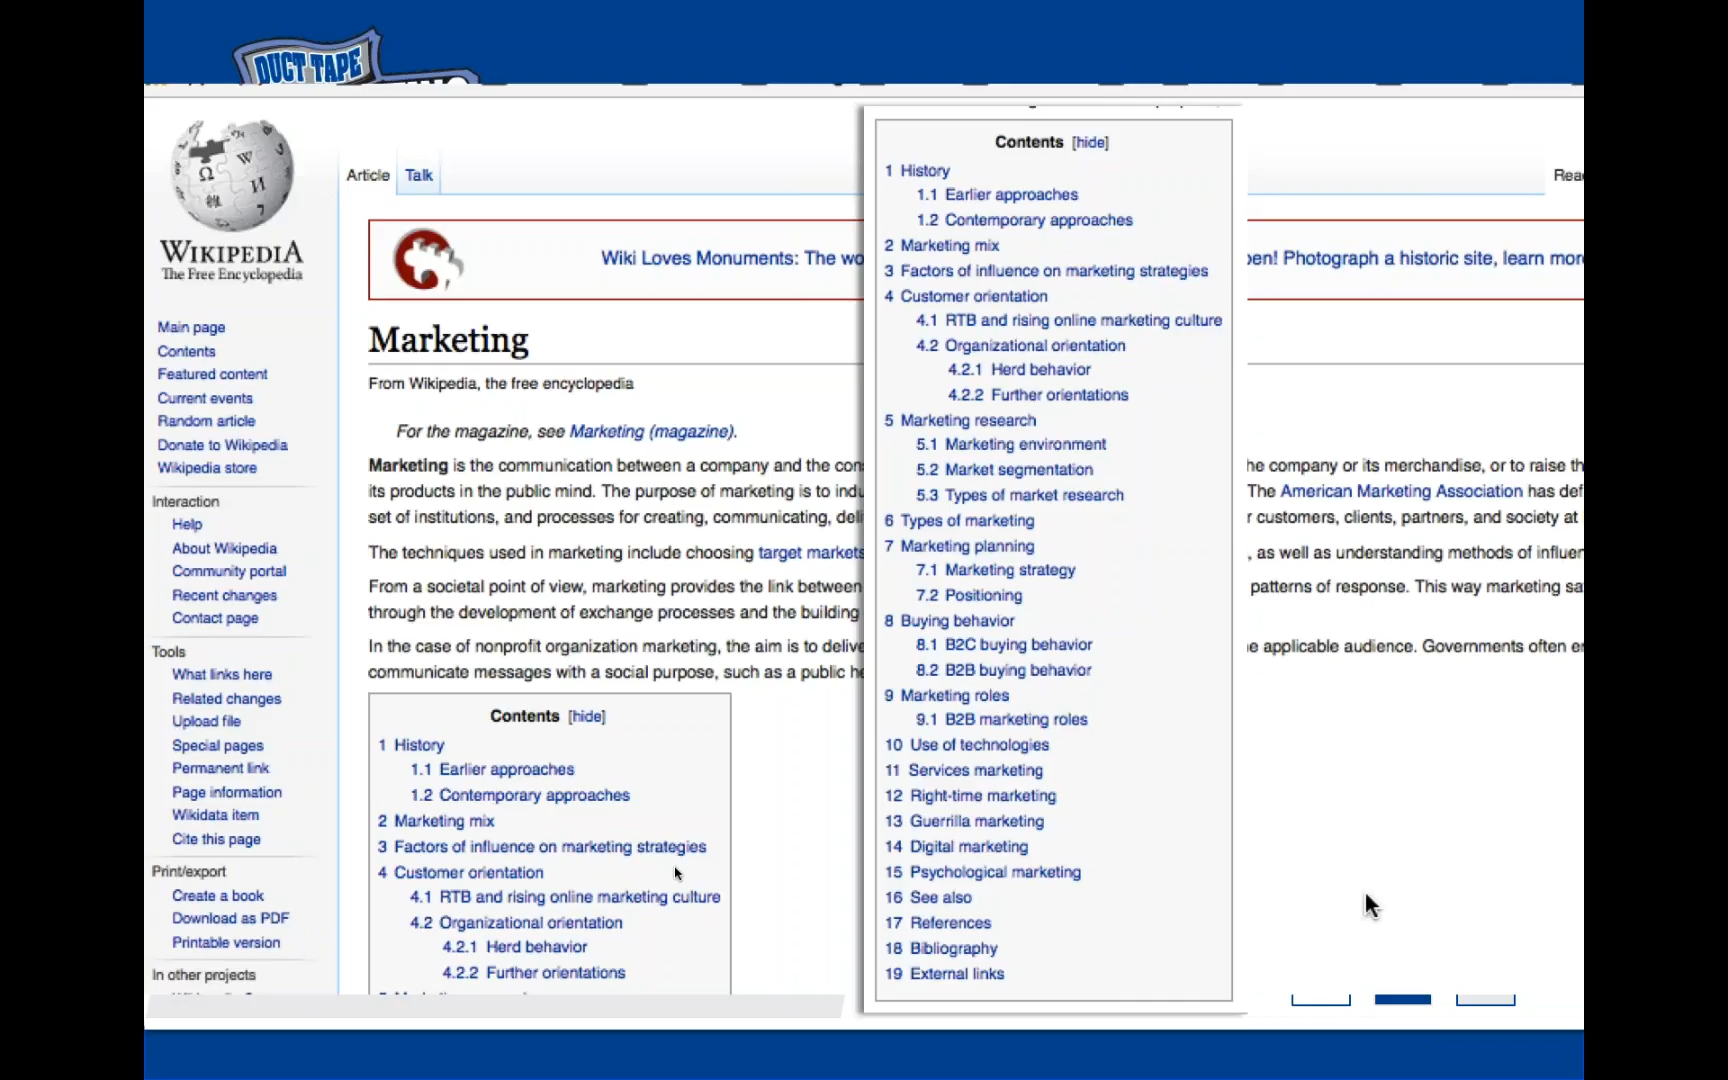 DUCT TAPE
WIKIPEDIA
The Free Encyclopedia
Main page
Contents
Featured content
Current events
Random article
Donate to Wikipedia
Wikipedia store
Interaction
Help
About Wikipedia
Community portal
Recent changes
Contact page
Tools
What links here
Related changes
Upload file
Special pages
Permanent link
Page information
Wikidata item
Cite this page
Print/export
Create a book
Download as PDF
Printable version
In other projects
Article Talk
Wiki Loves Monuments: The
Marketing
From Wikipedia, the free encyclopedia
For the magazine, see Marketing (magazine).
Marketing is the communication between a company and the
its products in the public mind. The purpose of marketing is to
set of institutions, and processes for creating, communicating,
The techniques used in marketing include choosing target markets
From a societal point of view, marketing provides the link between
through the development of exchange processes and the building
In the case of nonprofit organization marketing, the aim is to
communicate messages with a social purpose, such as a public
Contents [hide]
1 History
1.1 Earlier approaches
1.2 Contemporary approaches
2 Marketing mix
3 Factors of influence on marketing strategies
4 Customer orientation
4.1 RTB and rising online marketing culture
4.2 Organizational orientation
4.2.1 Herd behavior
4.2.2 Further orientations
Contents [hide]
1 History
1.1 Earlier approaches
1.2 Contemporary approaches
2 Marketing mix
3 Factors of influence on marketing strategies
4 Customer orientation
4.1 RTB and rising online marketing culture
4.2 Organizational orientation
4.2.1 Herd behavior
4.2.2 Further orientations
5 Marketing research
5.1 Marketing environment
5.2 Market segmentation
5.3 Types of market research
6 Types of marketing
7 Marketing planning
7.1 Marketing strategy
7.2 Positioning
8 Buying behavior
8.1 B2C buying behavior
8.2 B2B buying behavior
9 Marketing roles
9.1 B2B marketing roles
10 Use of technologies
11 Services marketing
12 Right-time marketing
13 Guerrilla marketing
14 Digital marketing
15 Psychological marketing
16 See also
17 References
18 Bibliography
19 External links
Photograph a historic site, learn
the company or its merchandise, or to raise
The American Marketing Association has
customers, clients, partners, and society at
, as well as understanding methods of
patterns of response. This way marketing
applicable audience. Governments often